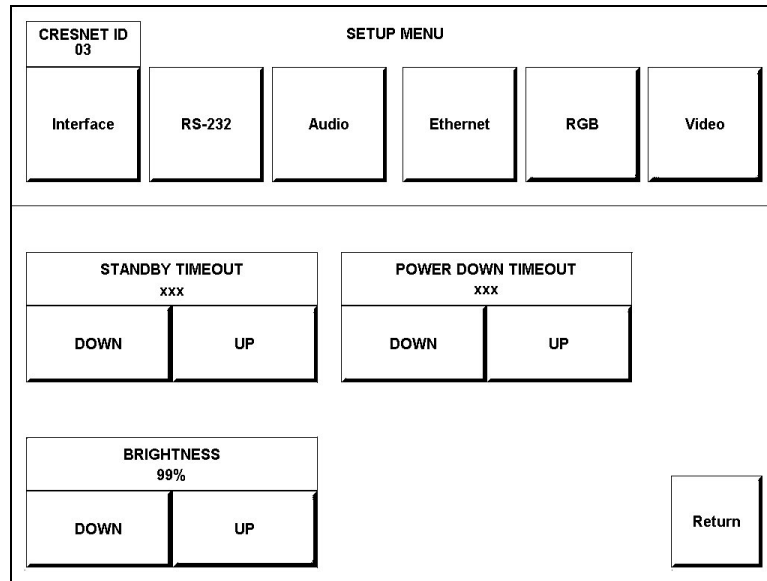 CRESNET ID
03
SETUP MENU
Interface
RS-232
Audio
Ethernet
RGB
Video
STANDBY TIMEOUT
xxx
DOWN
UP
POWER DOWN TIMEOUT
xxx
DOWN
UP
BRIGHTNESS
99%
DOWN
UP
Return